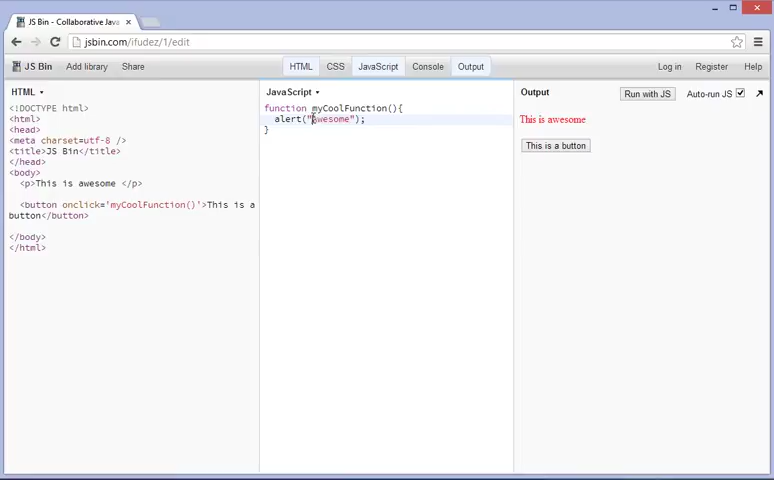 JS Bin - Collaborative Java
jsbin.com/ifudez/1/edit
JS Bin Add library Share HTML CSS JavaScript Console Output Log in Register Help
HTML
<!DOCTYPE html>
<html>
<head>
<meta charset=utf-8 />
<title>JS Bin</title>
</head>
<body>
<p>This is awesome </p>
<button onclick='myCoolFunction()'>This is a
button</button>
</body>
</html>
JavaScript
function myCoolFunction(){
alert("awesome");
}
Output Run with JS Auto-run JS
This is awesome
This is a button